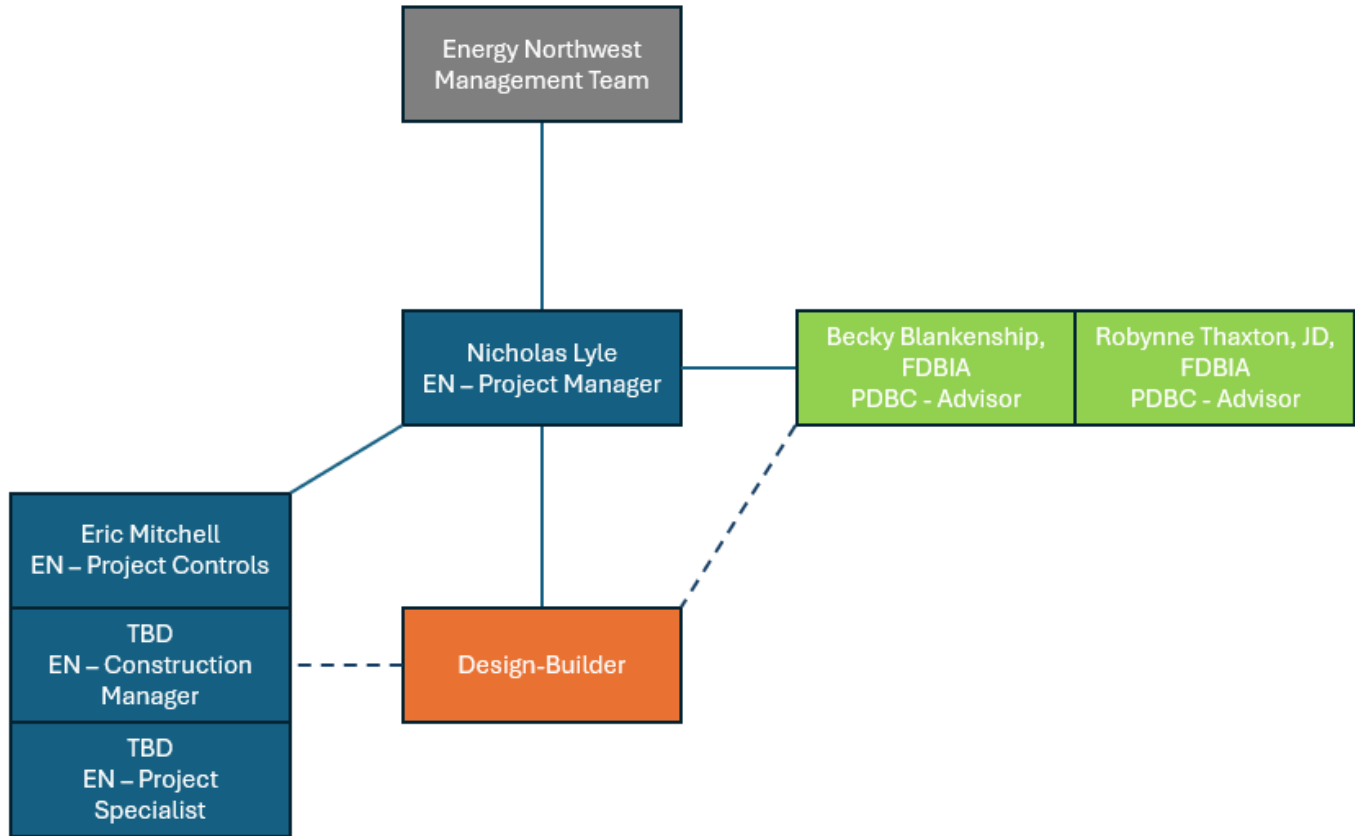 Energy Northwest
Management Team
Nicholas Lyle
EN – Project Manager
Becky Blankenship,
FDBIA
PDBC - Advisor
Robynne Thaxton, JD,
FDBIA
PDBC - Advisor
Eric Mitchell
EN – Project Controls
TBD
EN – Construction
Manager
TBD
EN – Project
Specialist
Design-Builder